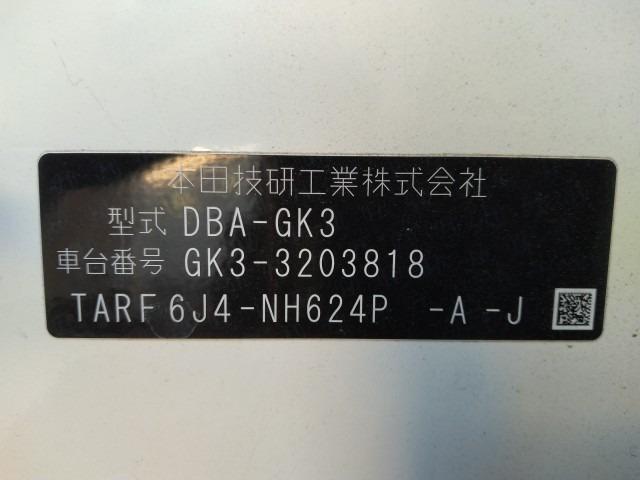 本田技研工業株式会社
型式 DBA-GK3
車台番号 GK3-3203818
TARF 6J4-NH624P -A -J